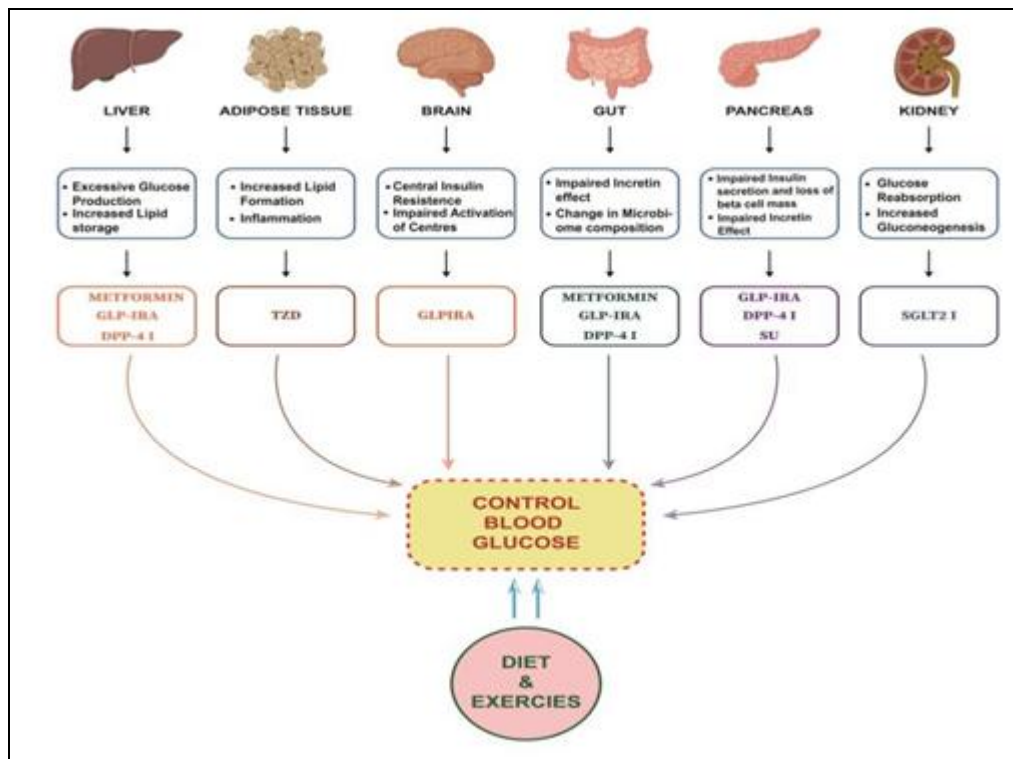 LIVER
ADIPOSE TISSUE
BRAIN
GUT
PANCREAS
KIDNEY
• Excessive Glucose
Production
• Increased Lipid
storage
• Increased Lipid
Formation
• Inflammation
• Central Insulin
Resistance
• Impaired Activation
of Centres
• Impaired Incretin
effect
• Change in Microbi-
ome composition
• Impaired Insulin
secretion and loss of
beta cell mass
• Impaired Incretin
Effect
• Glucose
Reabsorption
• Increased
Gluconeogenesis
METFORMIN
GLP-IRA
DPP-4 I
TZD
GLPIRA
METFORMIN
GLP-IRA
DPP-4 I
GLP-IRA
DPP-4 I
SU
SGLT2 I
CONTROL
BLOOD
GLUCOSE
DIET
&
EXERCIES